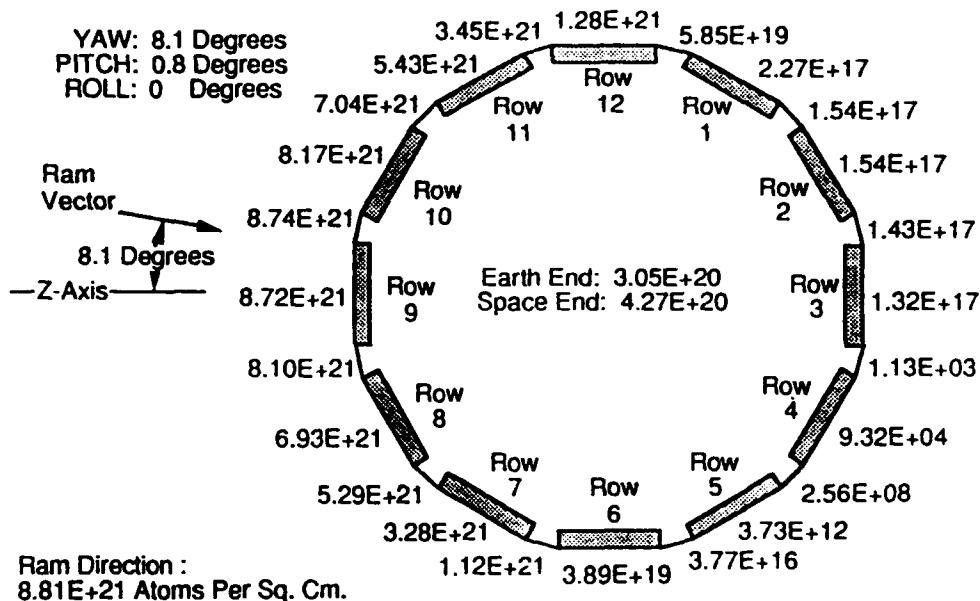 YAW: 8.1 Degrees
PITCH: 0.8 Degrees
ROLL: 0 Degrees
3.45E+21
1.28E+21
5.85E+19
5.43E+21
2.27E+17
7.04E+21
Row
11
Row
12
Row
1
1.54E+17
8.17E+21
1.54E+17
Ram
Vector
Row
10
Row
2
8.74E+21
1.43E+17
8.1 Degrees
Z-Axis
8.72E+21
Row
9
Earth End: 3.05E+20
Space End: 4.27E+20
Row
3
1.32E+17
8.10E+21
1.13E+03
Row
8
Row
4
6.93E+21
9.32E+04
Row
7
Row
6
Row
5
5.29E+21
2.56E+08
3.28E+21
3.73E+12
1.12E+21
3.89E+19
3.77E+16
Ram Direction :
8.81E+21 Atoms Per Sq. Cm.